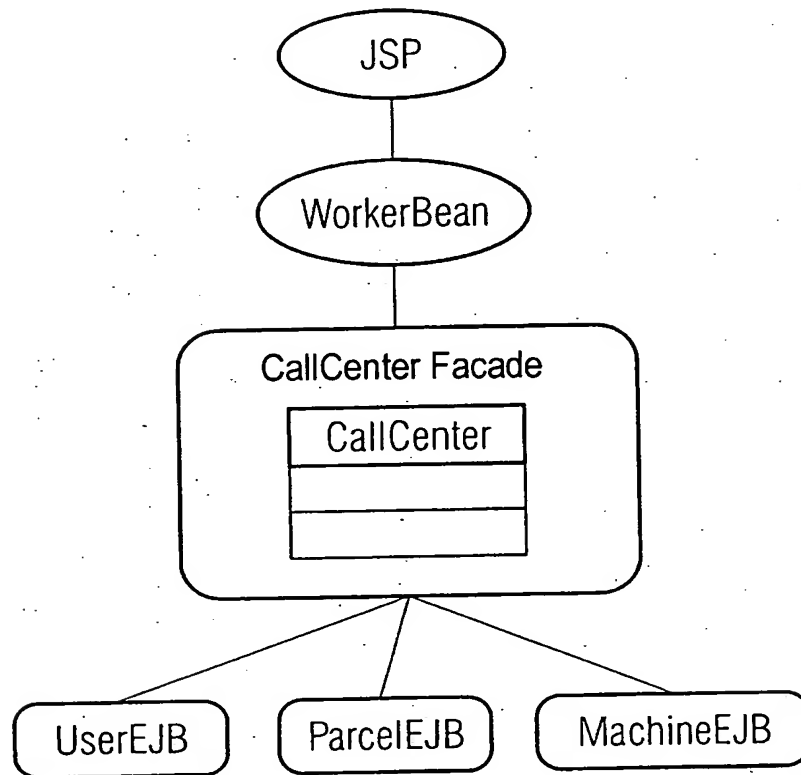 JSP
WorkerBean
CallCenter Facade
CallCenter
UserEJB
ParcelEJB
MachineEJB